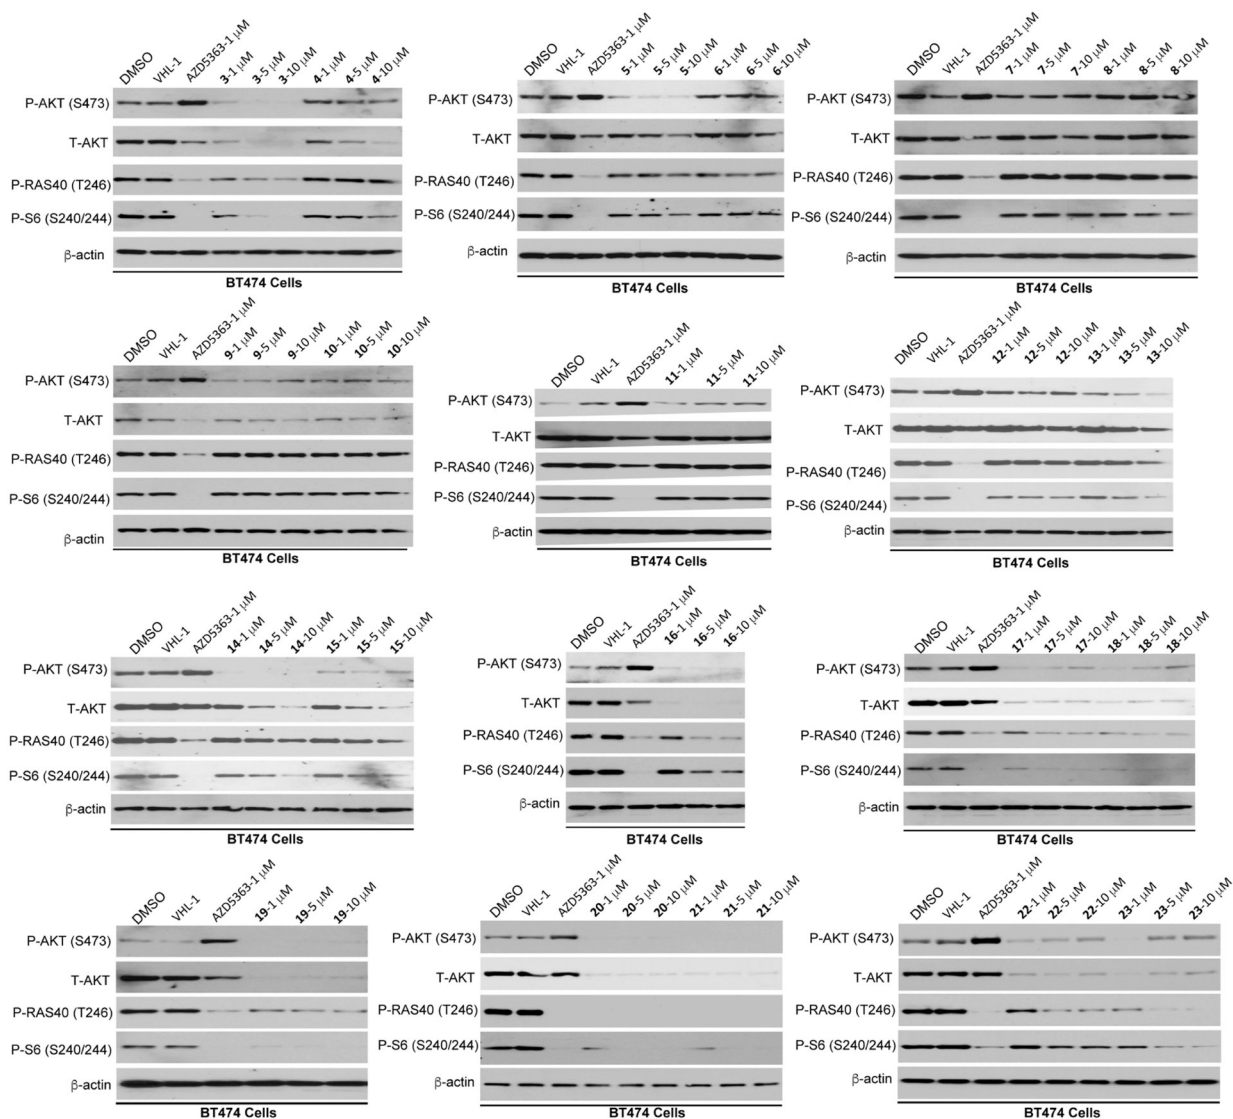 DMSO VHL-1 AZD5363-1 μM 3-1 μM 3-5 μM 3-10 μM 4-1 μM 4-5 μM 4-10 μM
P-AKT (S473)
T-AKT
P-RAS40 (T246)
P-S6 (S240/244)
β-actin
BT474 Cells
DMSO VHL-1 AZD5363-1 μM 5-1 μM 5-5 μM 5-10 μM 6-1 μM 6-5 μM 6-10 μM
P-AKT (S473)
T-AKT
P-RAS40 (T246)
P-S6 (S240/244)
β-actin
BT474 Cells
DMSO VHL-1 AZD5363-1 μM 7-1 μM 7-5 μM 7-10 μM 8-1 μM 8-5 μM 8-10 μM
P-AKT (S473)
T-AKT
P-RAS40 (T246)
P-S6 (S240/244)
β-actin
BT474 Cells
DMSO VHL-1 AZD5363-1 μM 9-1 μM 9-5 μM 9-10 μM 10-1 μM 10-5 μM 10-10 μM
P-AKT (S473)
T-AKT
P-RAS40 (T246)
P-S6 (S240/244)
β-actin
BT474 Cells
DMSO VHL-1 AZD5363-1 μM 11-1 μM 11-5 μM 11-10 μM
P-AKT (S473)
T-AKT
P-RAS40 (T246)
P-S6 (S240/244)
β-actin
BT474 Cells
DMSO VHL-1 AZD5363-1 μM 12-1 μM 12-5 μM 12-10 μM 13-1 μM 13-5 μM 13-10 μM
P-AKT (S473)
T-AKT
P-RAS40 (T246)
P-S6 (S240/244)
β-actin
BT474 Cells
DMSO VHL-1 AZD5363-1 μM 14-1 μM 14-5 μM 14-10 μM 15-1 μM 15-5 μM 15-10 μM
P-AKT (S473)
T-AKT
P-RAS40 (T246)
P-S6 (S240/244)
β-actin
BT474 Cells
DMSO VHL-1 AZD5363-1 μM 16-1 μM 16-5 μM 16-10 μM
P-AKT (S473)
T-AKT
P-RAS40 (T246)
P-S6 (S240/244)
β-actin
BT474 Cells
DMSO VHL-1 AZD5363-1 μM 17-1 μM 17-5 μM 17-10 μM 18-1 μM 18-5 μM 18-10 μM
P-AKT (S473)
T-AKT
P-RAS40 (T246)
P-S6 (S240/244)
β-actin
BT474 Cells
DMSO VHL-1 AZD5363-1 μM 19-1 μM 19-5 μM 19-10 μM
P-AKT (S473)
T-AKT
P-RAS40 (T246)
P-S6 (S240/244)
β-actin
BT474 Cells
DMSO VHL-1 AZD5363-1 μM 20-1 μM 20-5 μM 20-10 μM 21-1 μM 21-5 μM 21-10 μM
P-AKT (S473)
T-AKT
P-RAS40 (T246)
P-S6 (S240/244)
β-actin
BT474 Cells
DMSO VHL-1 AZD5363-1 μM 22-1 μM 22-5 μM 22-10 μM 23-1 μM 23-5 μM 23-10 μM
P-AKT (S473)
T-AKT
P-RAS40 (T246)
P-S6 (S240/244)
β-actin
BT474 Cells